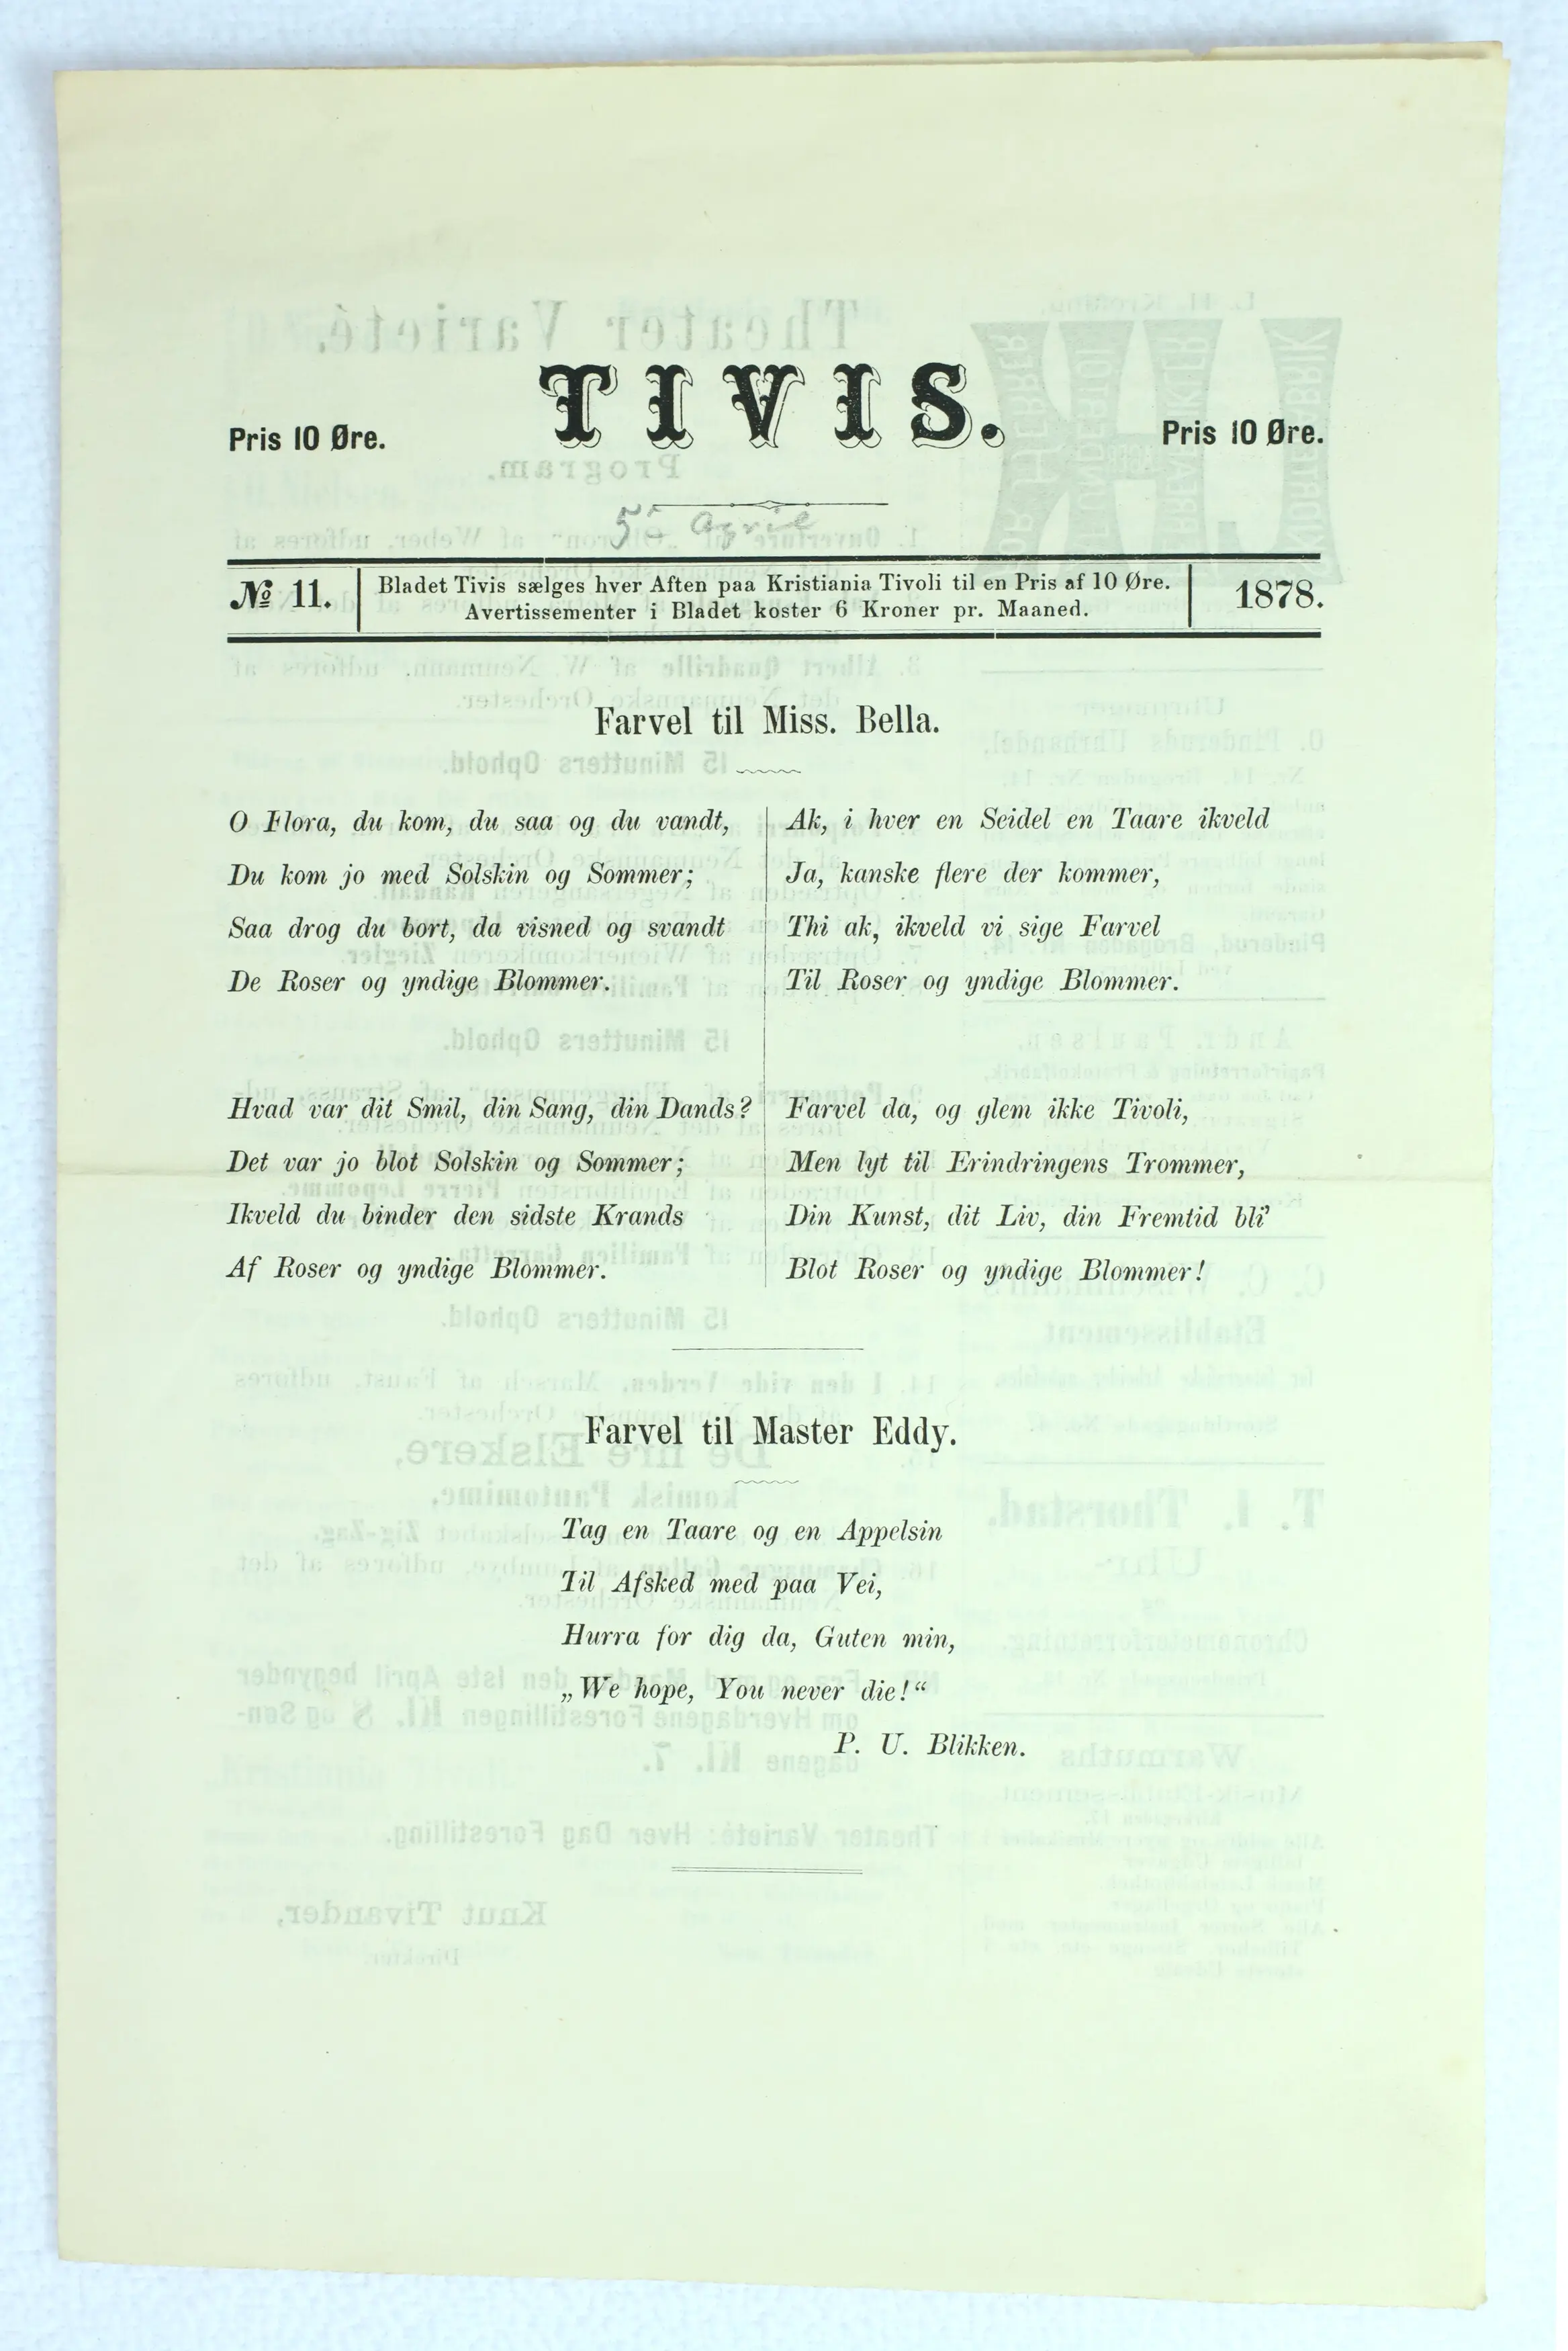 TIVIS.
Pris 10 Øre.
Pris 10 Øre.
5te April
№ 11.
Bladet Tivis sælges hver Aften paa Kristiania Tivoli til en Pris af 10 Øre.
Avertissementer i Bladet koster 6 Kroner pr. Maaned.
1878.
Farvel til Miss. Bella.
O Flora, du kom, du saa og du vandt,
Du kom jo med Solskin og Sommer;
Saa drog du bort, da visned og svandt
De Roser og yndige Blommer.
Hvad var dit Smil, din Sang, din Dands?
Det var jo blot Solskin og Sommer;
Ikveld du binder den sidste Krands
Af Roser og yndige Blommer.
Ak, i hver en Seidel en Taare ikveld
Ja, kanske flere der kommer,
Thi ak, ikveld vi sige Farvel
Til Roser og yndige Blommer.
Farvel da, og glem ikke Tivoli,
Men lyt til Erindringens Trommer,
Din Kunst, dit Liv, din Fremtid bli'
Blot Roser og yndige Blommer!
Farvel til Master Eddy.
Tag en Taare og en Appelsin
Til Afsked med paa Vei,
Hurra for dig da, Guten min,
„We hope, You never die!“
P. U. Blikken.